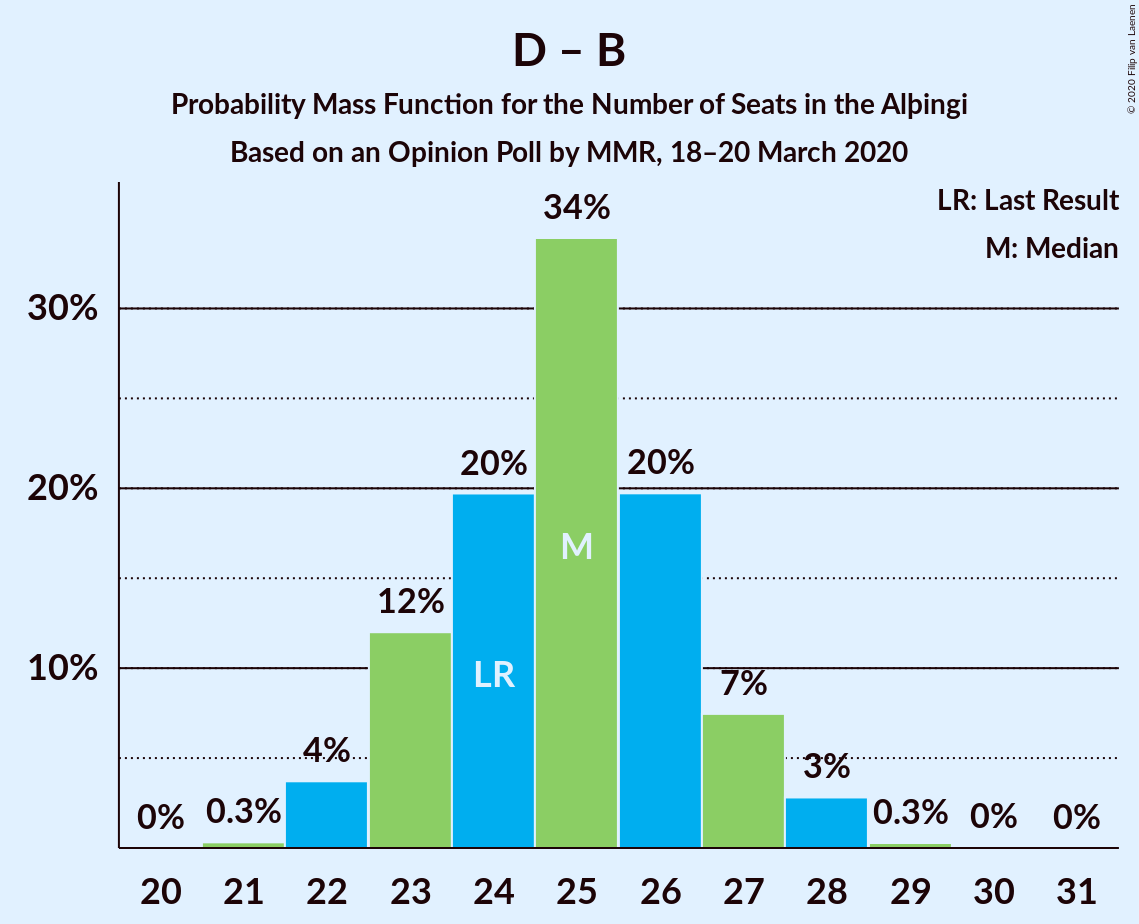 D – B
Probability Mass Function for the Number of Seats in the Alþingi
Based on an Opinion Poll by MMR, 18–20 March 2020
© 2020 Filip van Laenen
LR: Last Result
M: Median
34%
30%
20%
20%
20%
M
12%
10%
LR
7%
4%
3%
0%
0.3%
0.3%
0%
0%
20 21 22 23 24 25 26 27 28 29 30 31